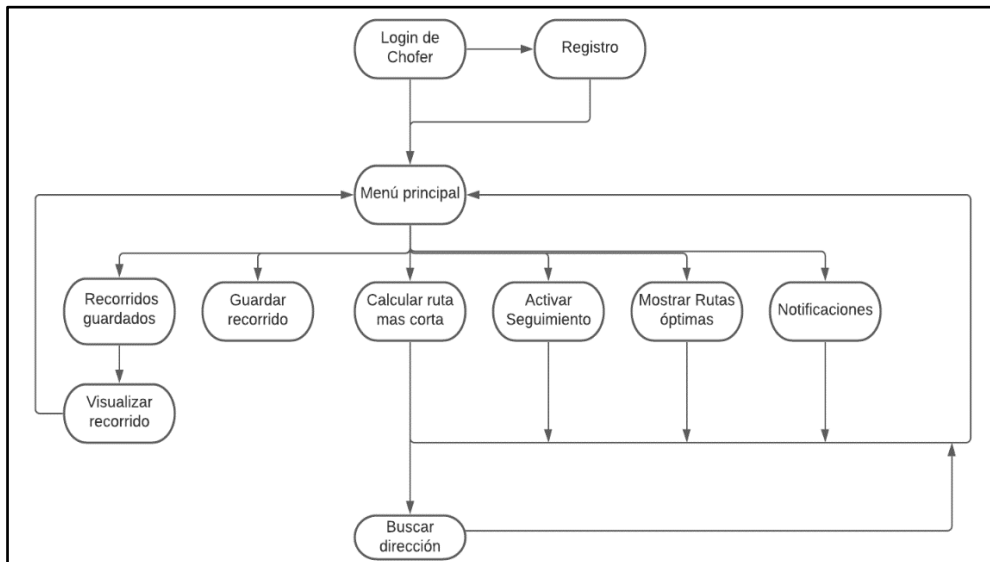 Login de
Chofer
Registro
Menú principal
Recorridos
guardados
Guardar
recorrido
Calcular ruta
mas corta
Activar
Seguimiento
Mostrar Rutas
óptimas
Notificaciones
Visualizar
recorrido
Buscar
dirección